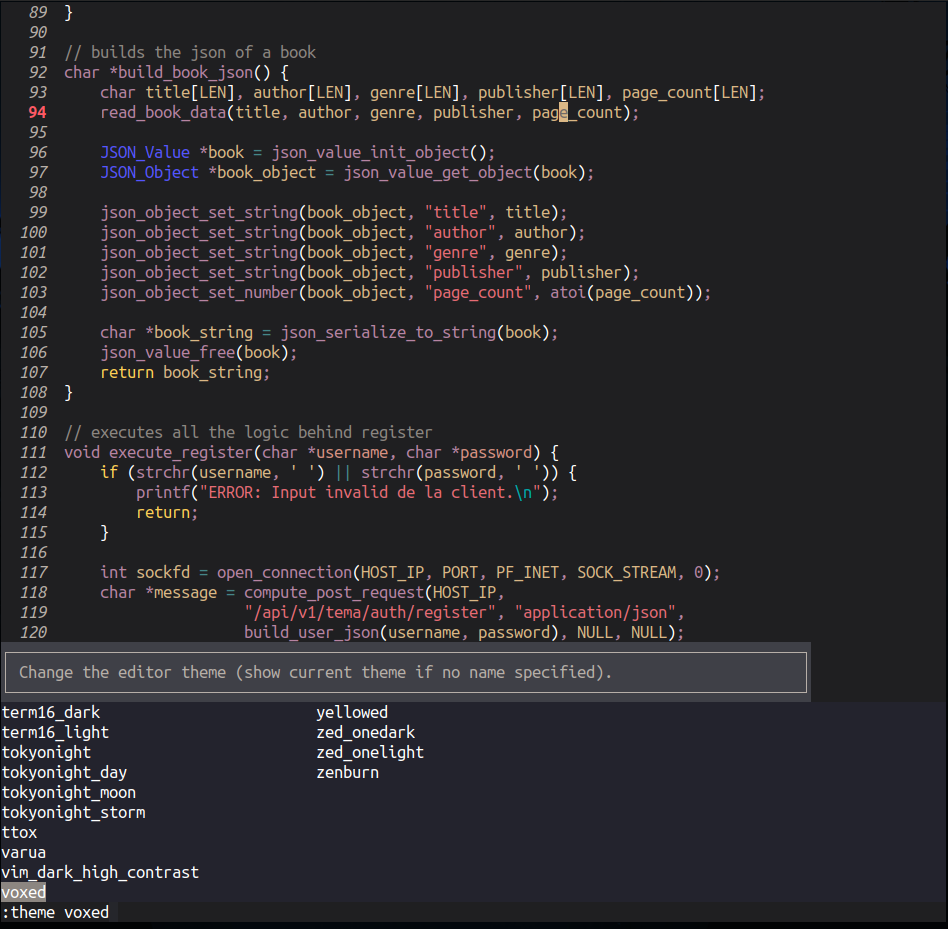 89 }
90
91 // builds the json of a book
92 char *build_book_json() {
93     char title[LEN], author[LEN], genre[LEN], publisher[LEN], page_count[LEN];
94     read_book_data(title, author, genre, publisher, page_count);
95
96     JSON_Value *book = json_value_init_object();
97     JSON_Object *book_object = json_value_get_object(book);
98
99     json_object_set_string(book_object, "title", title);
100     json_object_set_string(book_object, "author", author);
101     json_object_set_string(book_object, "genre", genre);
102     json_object_set_string(book_object, "publisher", publisher);
103     json_object_set_number(book_object, "page_count", atoi(page_count));
104
105     char *book_string = json_serialize_to_string(book);
106     json_value_free(book);
107     return book_string;
108 }
109
110 // executes all the logic behind register
111 void execute_register(char *username, char *password) {
112     if (strchr(username, ' ') || strchr(password, ' ')) {
113         printf("ERROR: Input invalid de la client.\n");
114         return;
115     }
116
117     int sockfd = open_connection(HOST_IP, PORT, PF_INET, SOCK_STREAM, 0);
118     char *message = compute_post_request(HOST_IP,
119                     "/api/v1/tema/auth/register", "application/json",
120                     build_user_json(username, password), NULL, NULL);
Change the editor theme (show current theme if no name specified).
term16_dark yellowed
term16_light zed_onedark
tokyonight zed_onelight
tokyonight_day zenburn
tokyonight_moon
tokyonight_storm
ttox
varua
vim_dark_high_contrast
voxed
:theme voxed